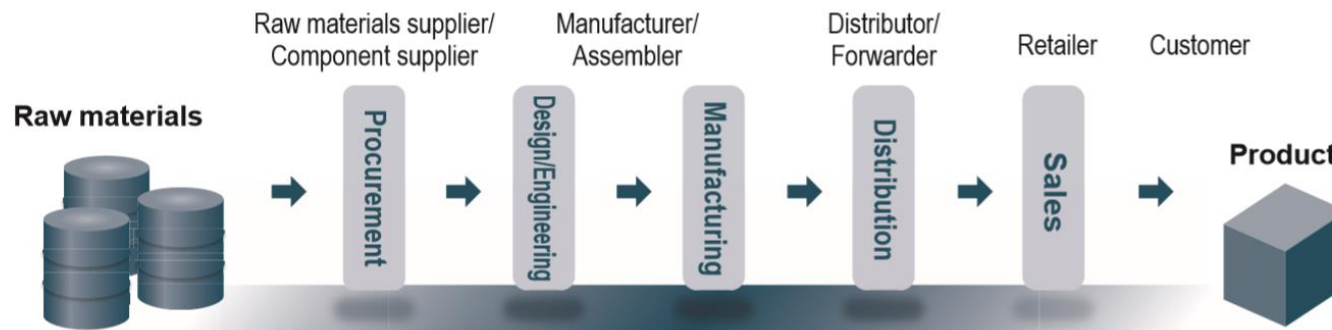 Raw materials supplier/
Component supplier
Manufacturer/
Assembler
Distributor/
Forwarder
Retailer
Customer
Raw materials
Procurement
Design/Engineering
Manufacturing
Distribution
Sales
Product